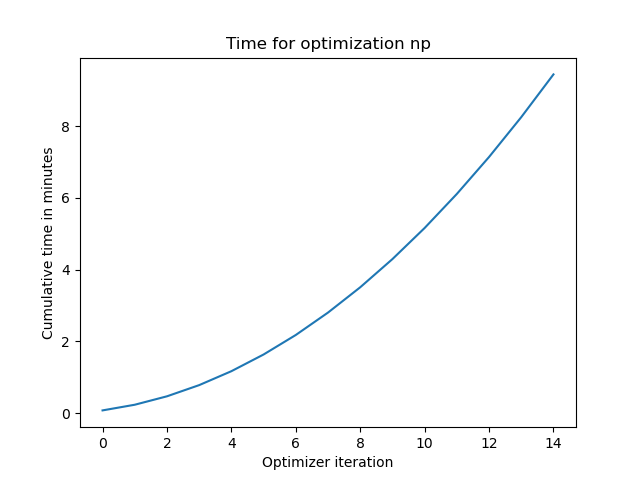 Time for optimization np
Cumulative time in minutes
8
6
4
2
0
0 2 4 6 8 10 12 14
Optimizer iteration